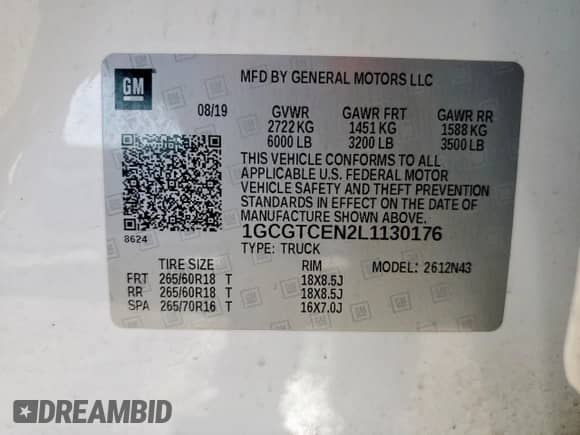 GM
MFD BY GENERAL MOTORS LLC
08/19 GVWR GAWR FRT GAWR RR
2722 KG 1451 KG 1588 KG
6000 LB 3200 LB 3500 LB
THIS VEHICLE CONFORMS TO ALL
APPLICABLE U.S. FEDERAL MOTOR
VEHICLE SAFETY AND THEFT PREVENTION
STANDARDS IN EFFECT ON THE DATE OF
MANUFACTURE SHOWN ABOVE.
8624 1GCGTCEN2L1130176
TYPE: TRUCK
TIRE SIZE RIM MODEL: 2612N43
FRT 265/60R18 T 18X8.5J
RR 265/60R18 T 18X8.5J
SPA 265/70R16 T 16X7.0J
DREAMBID